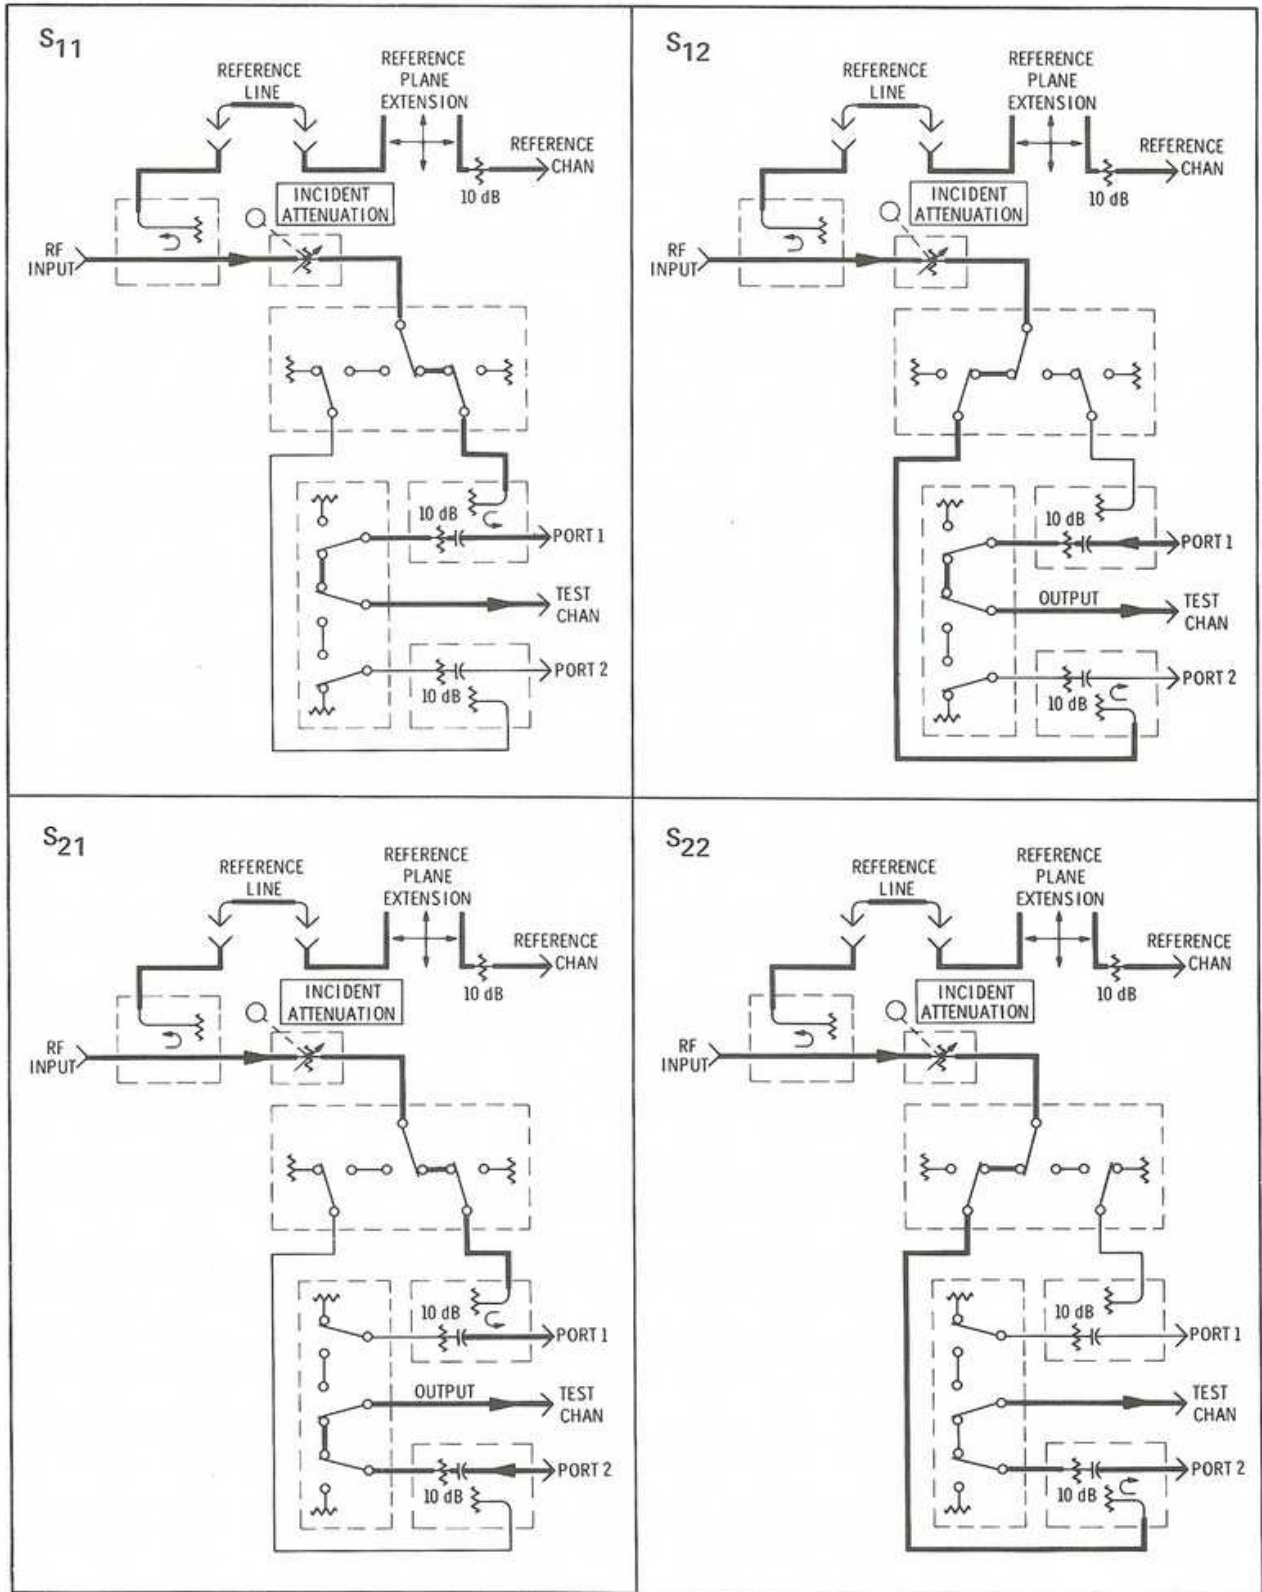 S11
REFERENCE
LINE
REFERENCE
PLANE
EXTENSION
REFERENCE
CHAN
10 dB
INCIDENT
ATTENUATION
RF
INPUT
10 dB
PORT 1
TEST
CHAN
PORT 2
10 dB
S12
REFERENCE
LINE
REFERENCE
PLANE
EXTENSION
REFERENCE
CHAN
10 dB
INCIDENT
ATTENUATION
RF
INPUT
10 dB
PORT 1
OUTPUT
TEST
CHAN
PORT 2
10 dB
S21
REFERENCE
LINE
REFERENCE
PLANE
EXTENSION
REFERENCE
CHAN
10 dB
INCIDENT
ATTENUATION
RF
INPUT
10 dB
PORT 1
OUTPUT
TEST
CHAN
PORT 2
10 dB
S22
REFERENCE
LINE
REFERENCE
PLANE
EXTENSION
REFERENCE
CHAN
10 dB
INCIDENT
ATTENUATION
RF
INPUT
10 dB
PORT 1
TEST
CHAN
PORT 2
10 dB